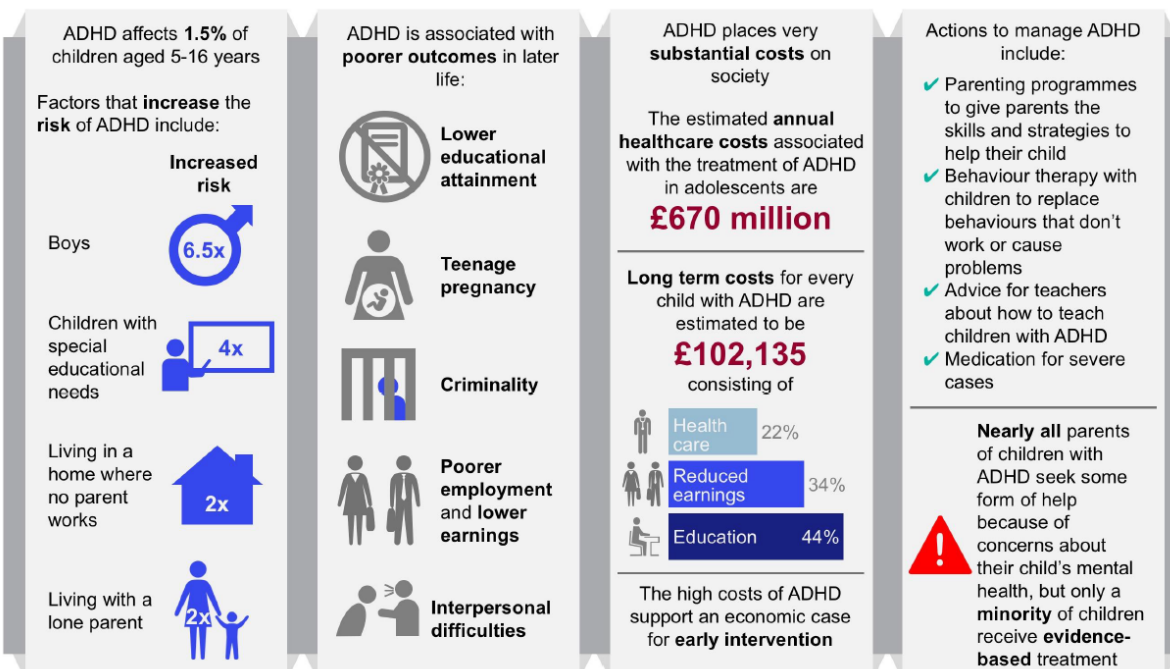 ADHD affects 1.5% of
children aged 5-16 years
Factors that increase the
risk of ADHD include:
Increased
risk
Boys
6.5x
Children with
special
educational
needs
4x
Living in a
home where
no parent
works
2x
Living with a
lone parent
2x
ADHD is associated with
poorer outcomes in later
life:
Lower
educational
attainment
Teenage
pregnancy
Criminality
Poorer
employment
and lower
earnings
Interpersonal
difficulties
ADHD places very
substantial costs on
society
The estimated annual
healthcare costs associated
with the treatment of ADHD
in adolescents are
£670 million
Long term costs for every
child with ADHD are
estimated to be
£102,135
consisting of
Health
care
22%
Reduced
earnings
34%
Education 44%
The high costs of ADHD
support an economic case
for early intervention
Actions to manage ADHD
include:
✔ Parenting programmes
to give parents the
skills and strategies to
help their child
✔ Behaviour therapy with
children to replace
behaviours that don't
work or cause
problems
✔ Advice for teachers
about how to teach
children with ADHD
✔ Medication for severe
cases
Nearly all parents
of children with
ADHD seek some
form of help
because of
concerns about
their child's mental
health, but only a
minority of children
receive evidence-
based treatment